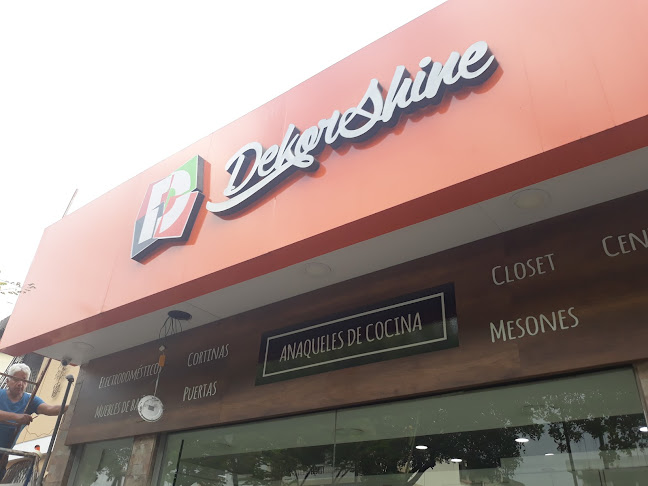 DekorShine
ELECTRODOMÉSTICO
MUEBLES DE BA
CORTINAS
PUERTAS
ANAQUELES DE COCINA
CLOSET
MESONES
CEN